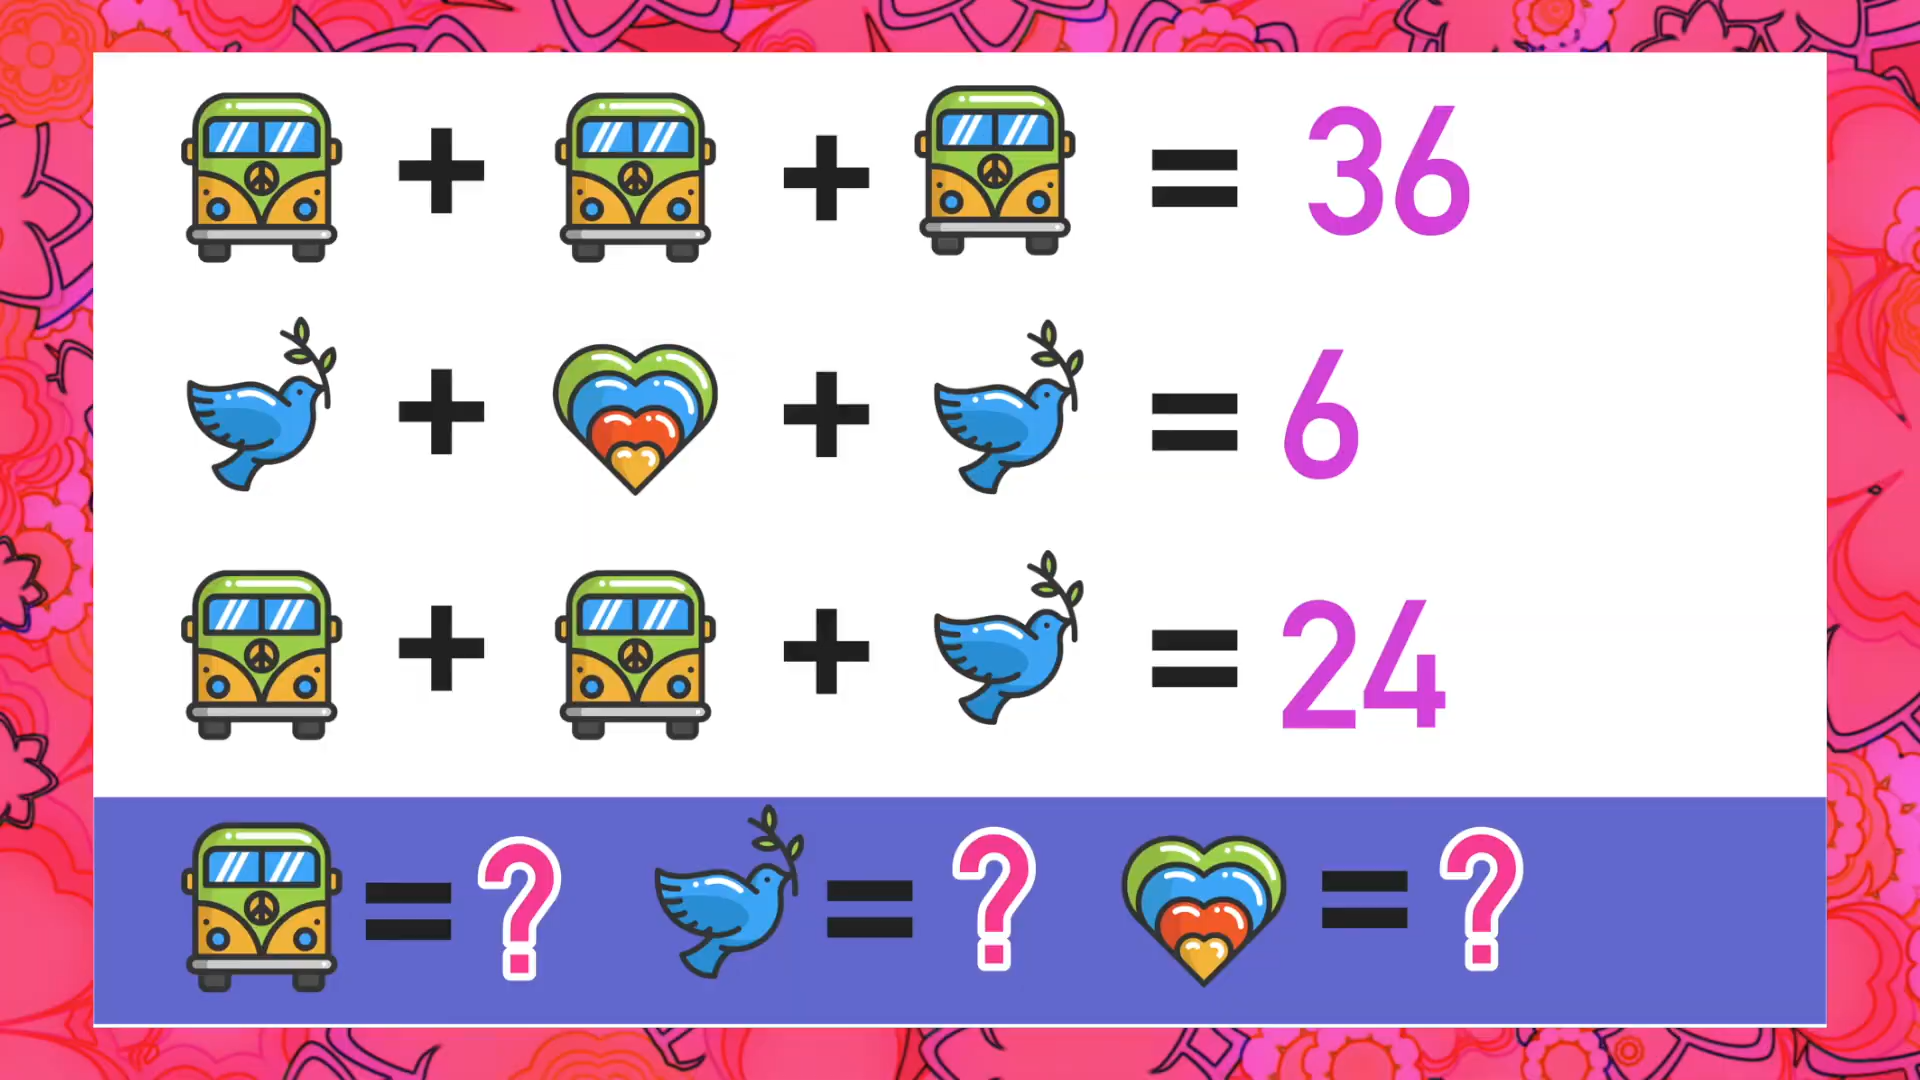 + + = 36
+ + = 6
+ + = 24
= ? = ? = ?